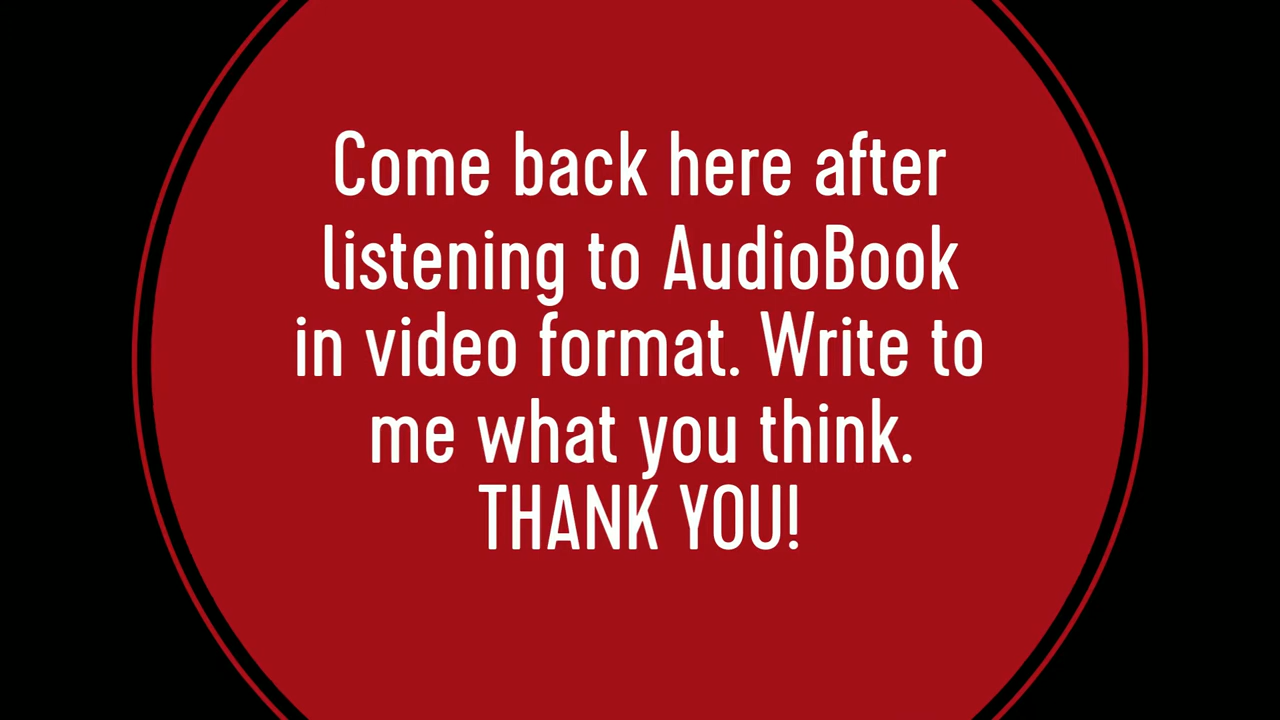 Come back here after
listening to AudioBook
in video format. Write to
me what you think.
THANK YOU!